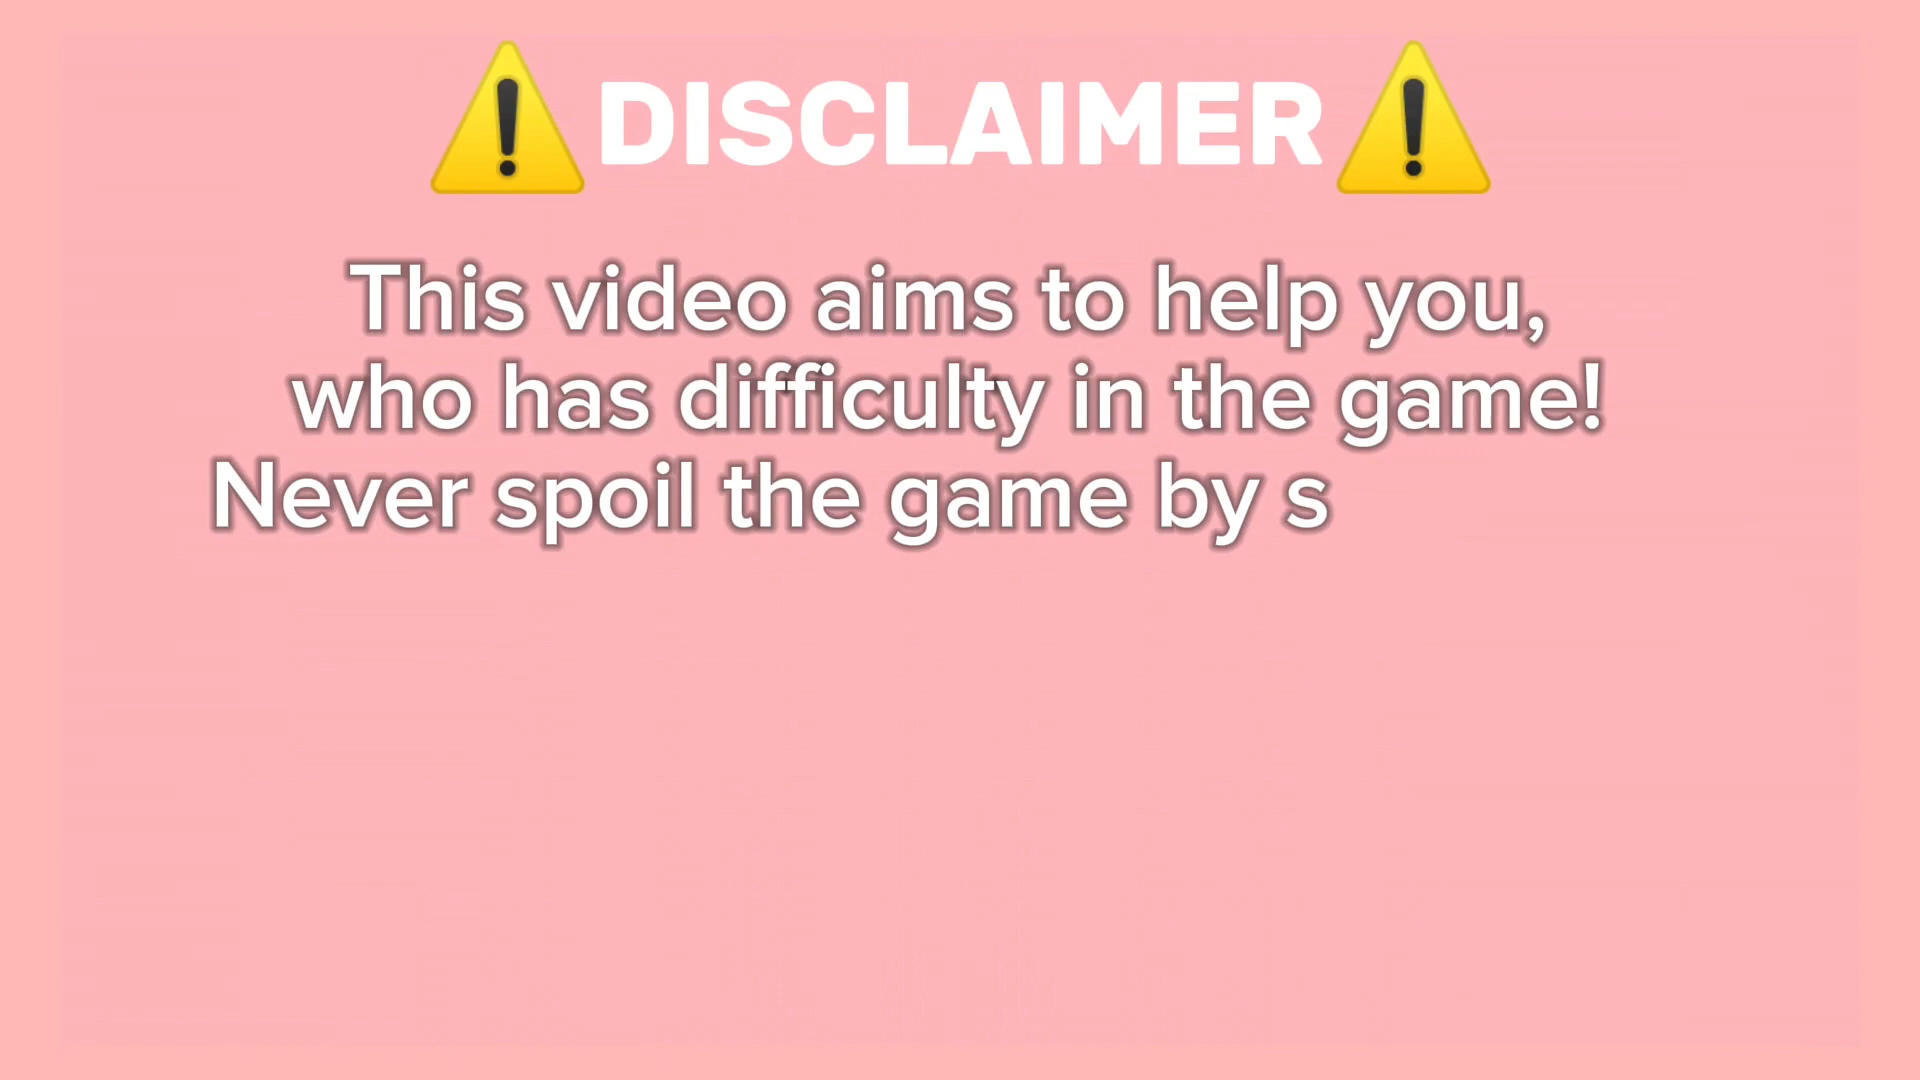 ⚠️DISCLAIMER⚠️
This video aims to help you,
who has difficulty in the game!
Never spoil the game by s